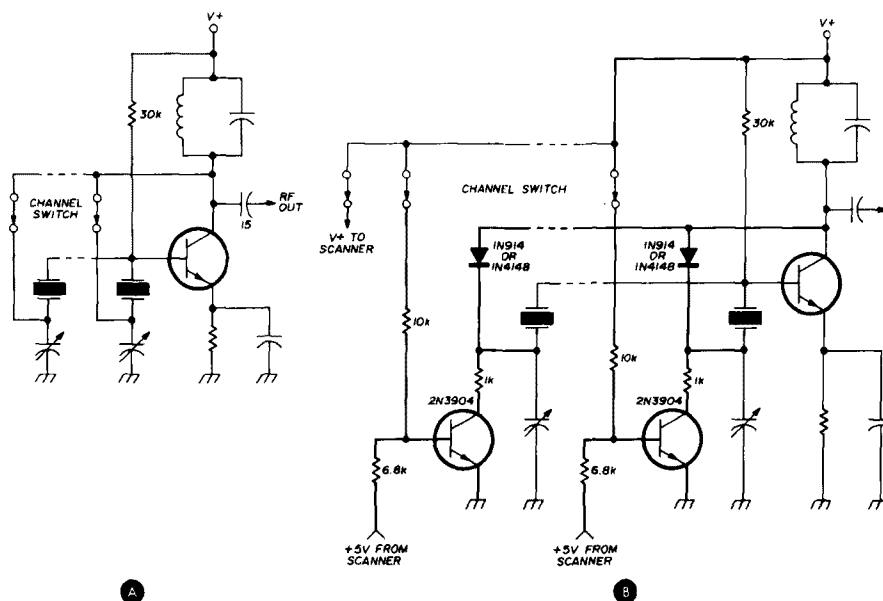 V+
30k
CHANNEL
SWITCH
RF
OUT
15
A
V+
30k
CHANNEL SWITCH
V+ TO
SCANNER
1N914
OR
1N4148
1N914
OR
1N4148
10k
10k
1k
1k
2N3904
2N3904
6.8k
6.8k
+5V FROM
SCANNER
+5V FROM
SCANNER
B